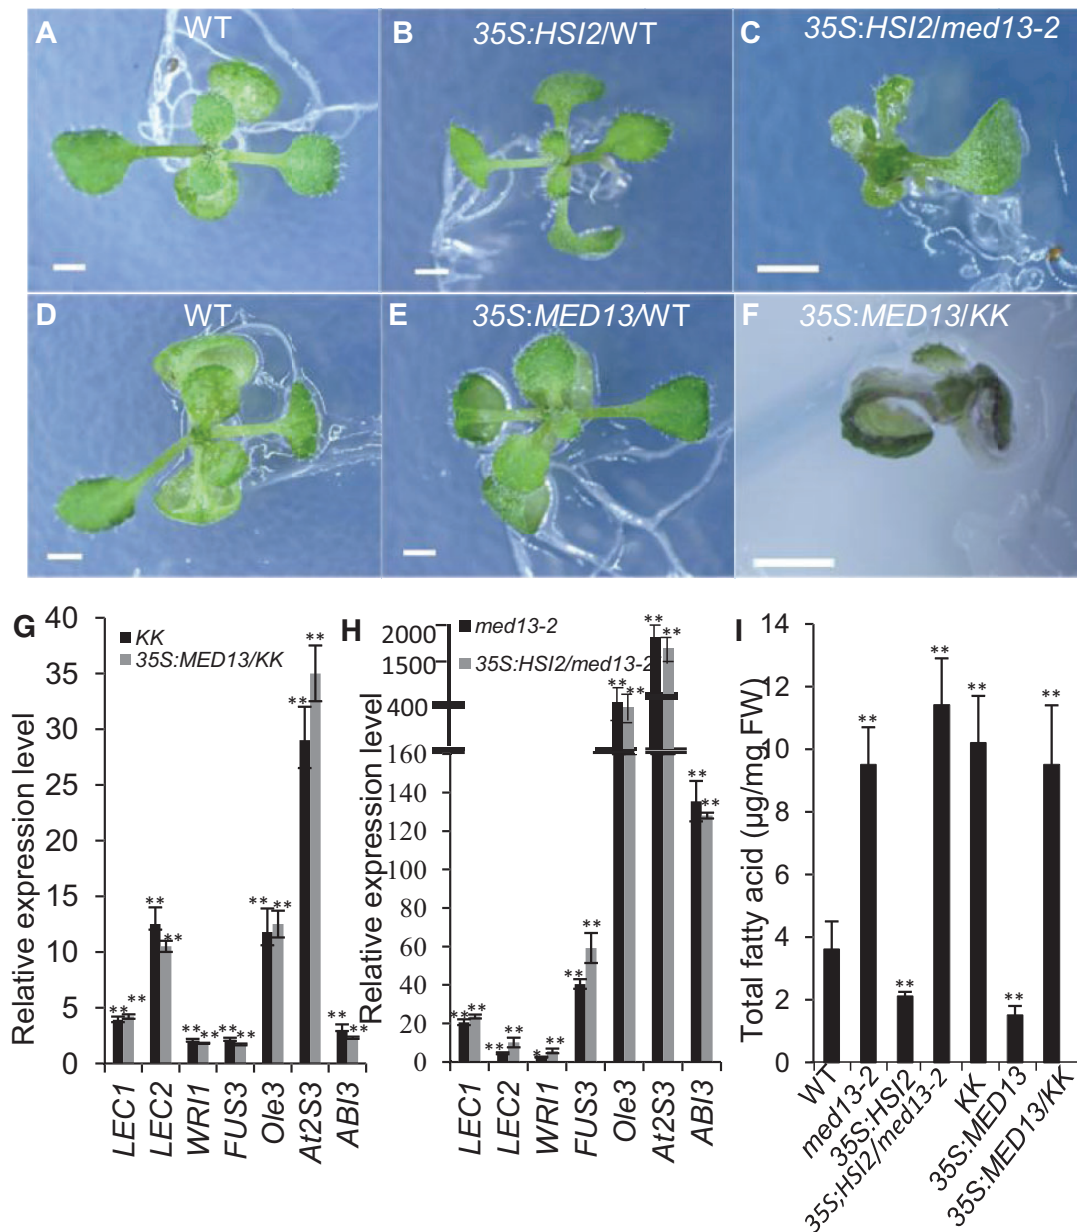 A WT
B 35S:HSI2/WT
C 35S:HSI2/med13-2
D WT
E 35S:MED13/WT
F 35S:MED13/KK
G
Relative expression level
40
35
30
25
20
15
10
5
0
KK
35S:MED13/KK
** ** ** ** ** ** ** ** ** ** ** ** ** **
LEC1
LEC2
WRI1
FUS3
Ole3
At2S3
ABI3
H
Relative expression level
2000
1500
400
160
140
120
100
80
60
40
20
0
med13-2
35S:HSI2/med13-2
** ** ** ** * ** ** ** ** ** ** ** ** **
LEC1
LEC2
WRI1
FUS3
Ole3
At2S3
ABI3
I
Total fatty acid (µg/mg FW)
14
12
10
8
6
4
2
0
** ** ** ** ** **
WT
med13-2
35S:HSI2
35S;HSI2/med13-2
KK
35S:MED13
35S:MED13/KK